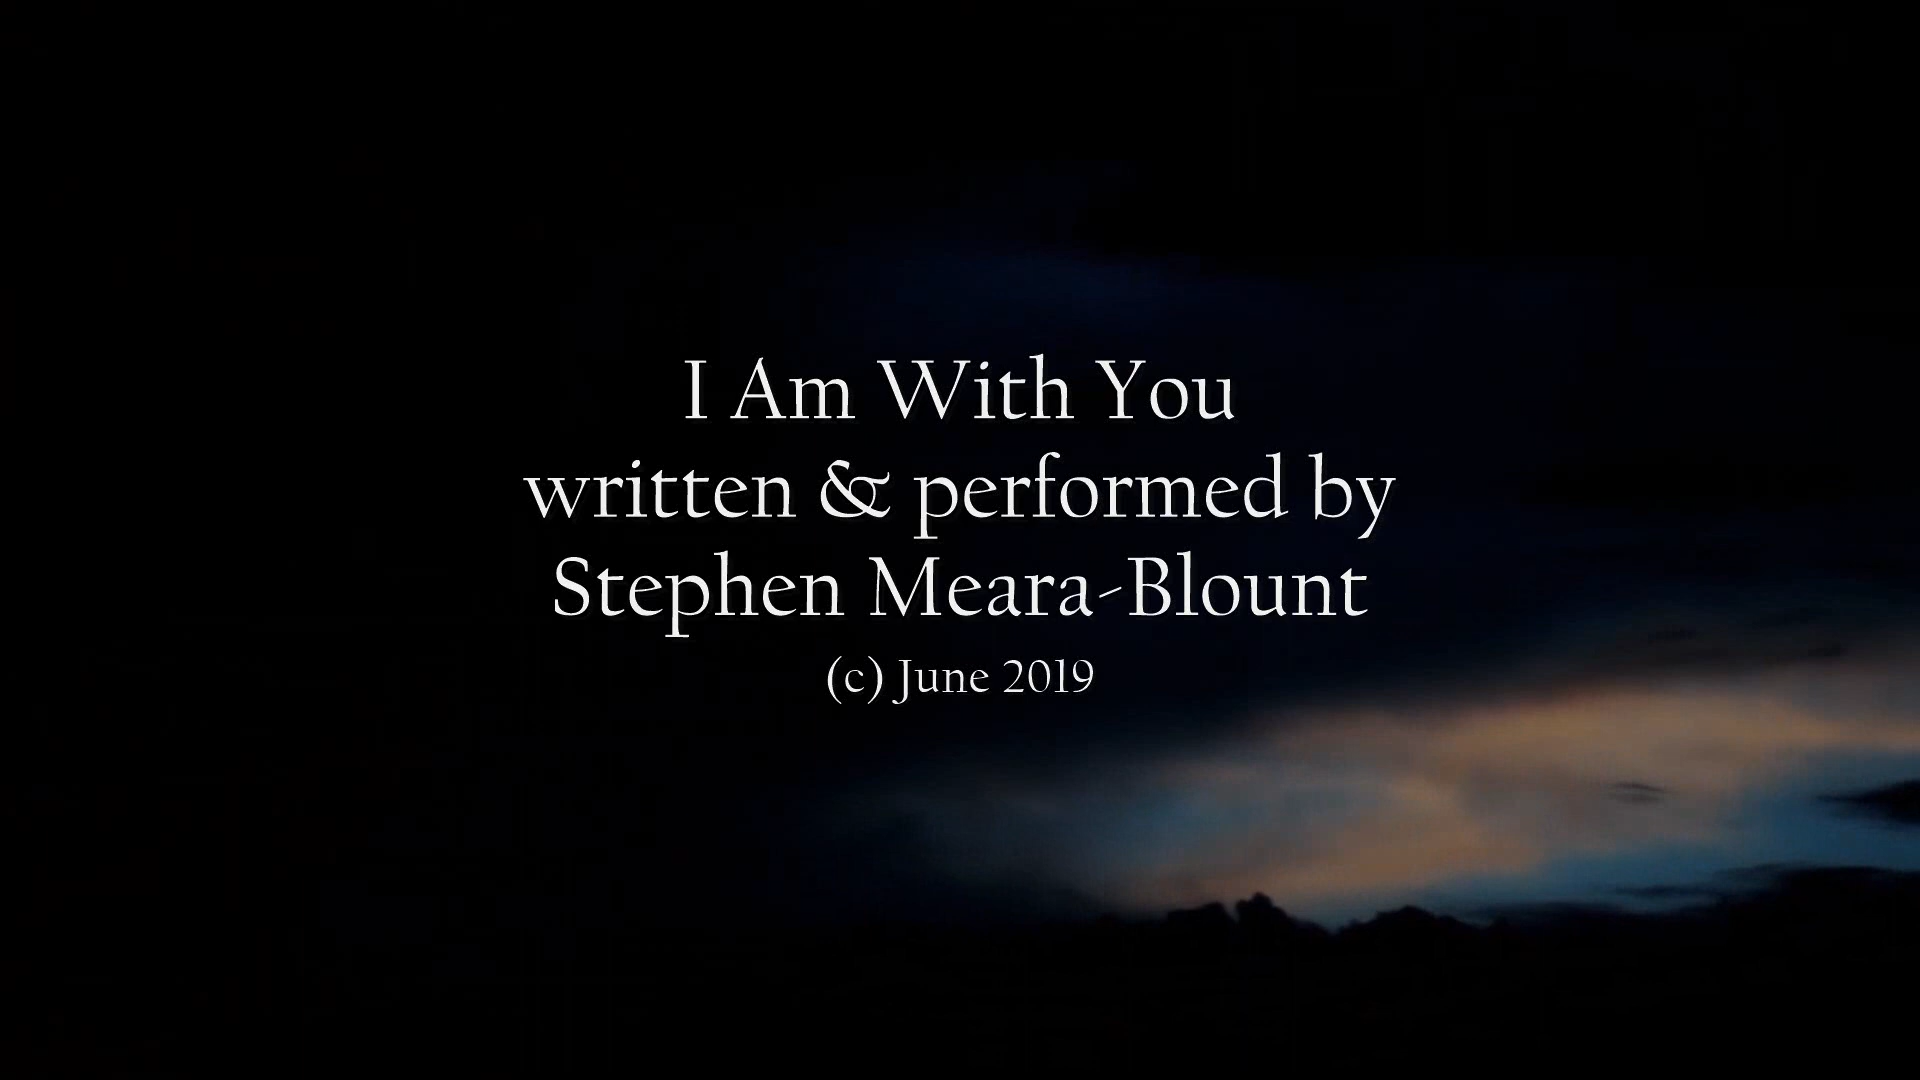 I Am With You
written & performed by
Stephen Meara-Blount
(c) June 2019